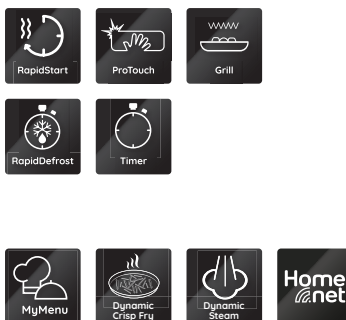 RapidStart
ProTouch
Grill
RapidDefrost
Timer
MyMenu
Dynamic
Crisp Fry
Dynamic
Steam
Home
.net